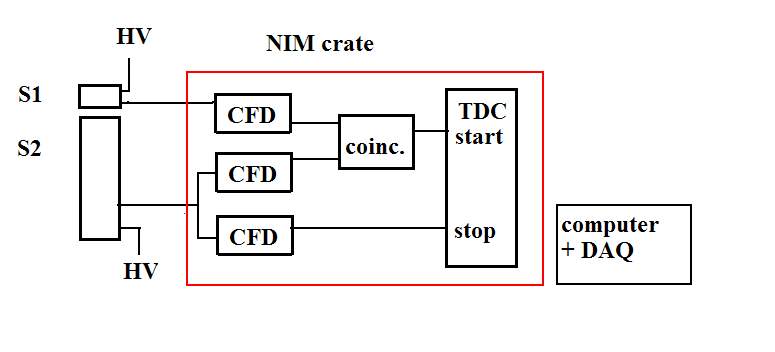 HV
NIM crate
S1
CFD
TDC
start
S2
coinc.
CFD
CFD
stop
computer
+ DAQ
HV